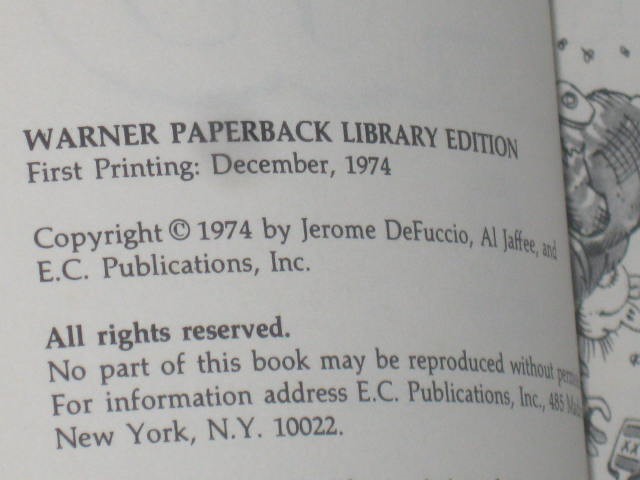 WARNER PAPERBACK LIBRARY EDITION
First Printing: December, 1974
Copyright © 1974 by Jerome DeFuccio, Al Jaffee, and
E.C. Publications, Inc.
All rights reserved.
No part of this book may be reproduced without
For information address E.C. Publications, Inc., 485
New York, N.Y. 10022.